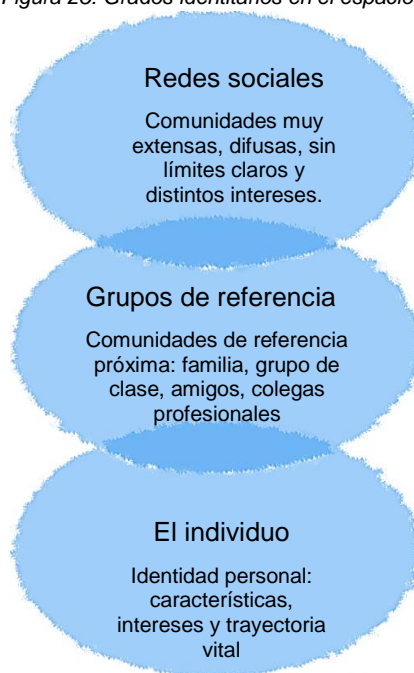 Grados identitarios en el espacio
Redes sociales
Comunidades muy
extensas, difusas, sin
límites claros y
distintos intereses.
Grupos de referencia
Comunidades de referencia
próxima: familia, grupo de
clase, amigos, colegas
profesionales
El individuo
Identidad personal:
características,
intereses y trayectoria
vital